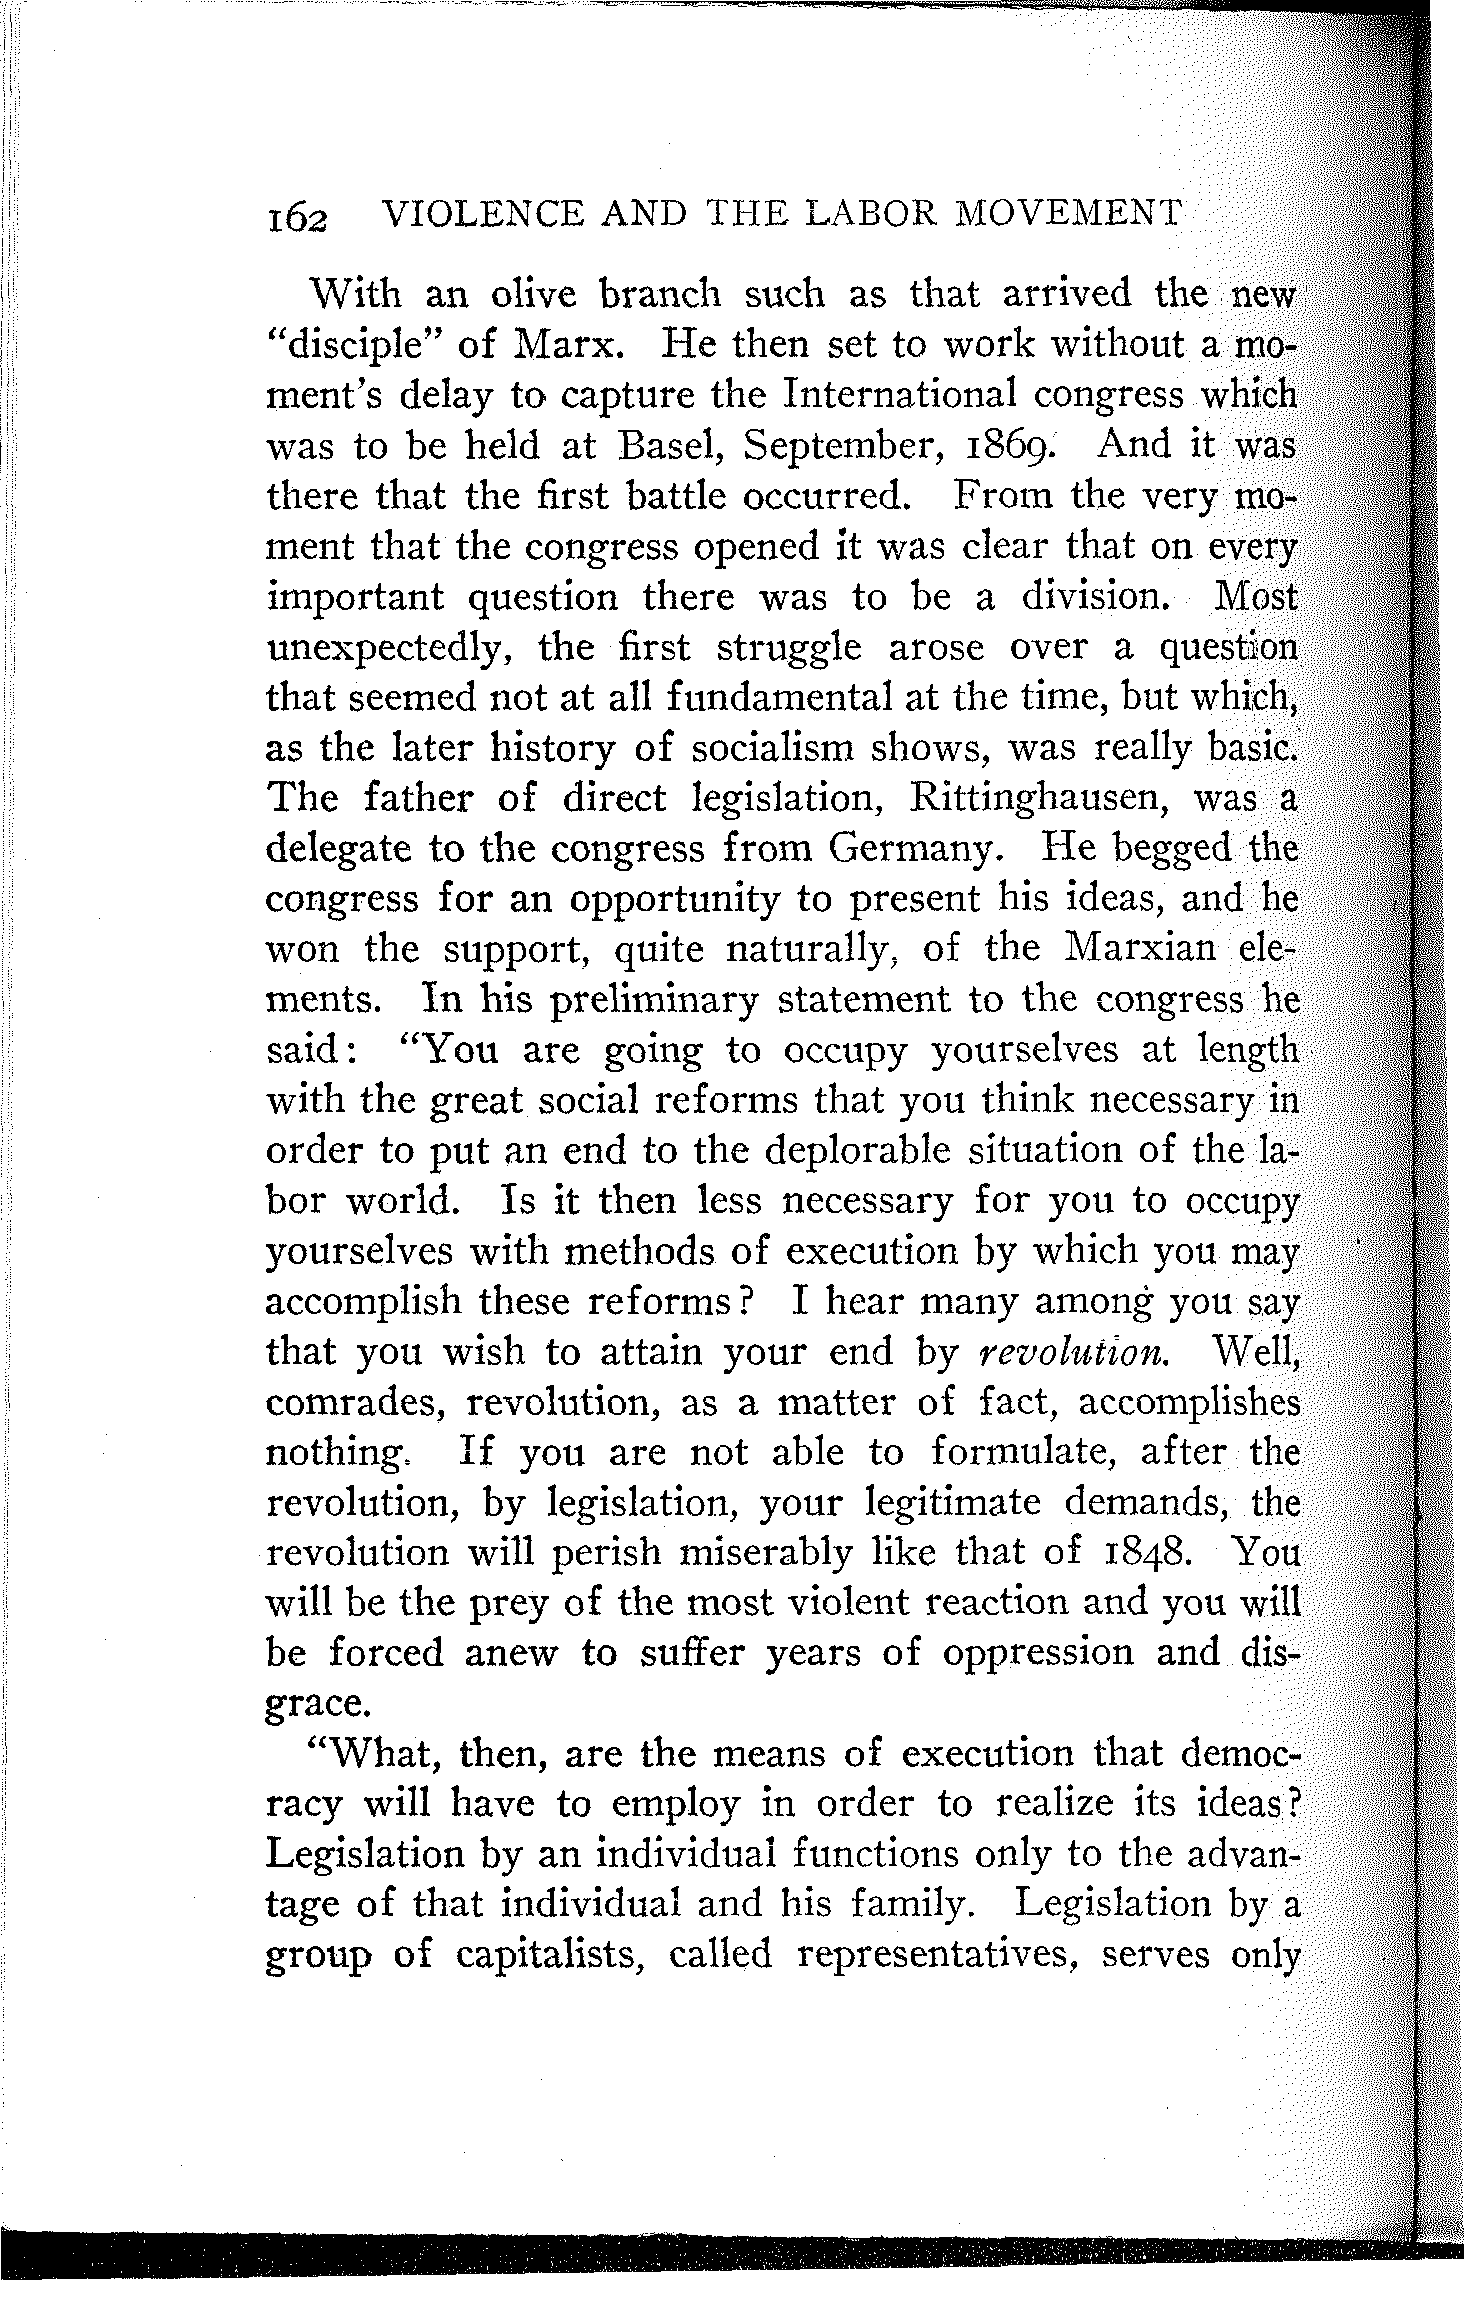 162 VIOLENCE AND THE LABOR MOVEMENT
With an olive branch such as that arrived the new
“disciple” of Marx. He then set to work without a mo-
ment's delay to capture the International congress which
was to be held at Basel, September, 1869. And it was
there that the first battle occurred. From the very mo-
ment that the congress opened it was clear that on every
important question there was to be a division. Most
unexpectedly, the first struggle arose over a question
that seemed not at all fundamental at the time, but which,
as the later history of socialism shows, was really basic.
The father of direct legislation, Rittinghausen, was a
delegate to the congress from Germany. He begged the
congress for an opportunity to present his ideas, and he
won the support, quite naturally, of the Marxian ele-
ments. In his preliminary statement to the congress he
said: “You are going to occupy yourselves at length
with the great social reforms that you think necessary in
order to put an end to the deplorable situation of the la-
bor world. Is it then less necessary for you to occupy
yourselves with methods of execution by which you may
accomplish these reforms? I hear many among you say
that you wish to attain your end by revolution. Well,
comrades, revolution, as a matter of fact, accomplishes
nothing. If you are not able to formulate, after the
revolution, by legislation, your legitimate demands, the
revolution will perish miserably like that of 1848. You
will be the prey of the most violent reaction and you will
be forced anew to suffer years of oppression and dis-
grace.
“What, then, are the means of execution that democ-
racy will have to employ in order to realize its ideas?
Legislation by an individual functions only to the advan-
tage of that individual and his family. Legislation by a
group of capitalists, called representatives, serves only